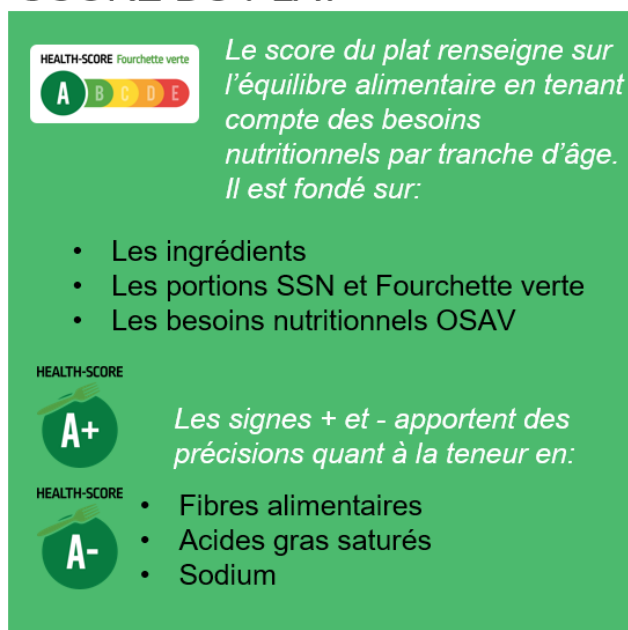 HEALTH-SCORE Fourchette verte
A B C D E
Le score du plat renseigne sur
l'équilibre alimentaire en tenant
compte des besoins
nutritionnels par tranche d'âge.
Il est fondé sur:
• Les ingrédients
• Les portions SSN et Fourchette verte
• Les besoins nutritionnels OSAV
HEALTH-SCORE
A+
Les signes + et - apportent des
précisions quant à la teneur en:
HEALTH-SCORE
A-
• Fibres alimentaires
• Acides gras saturés
• Sodium